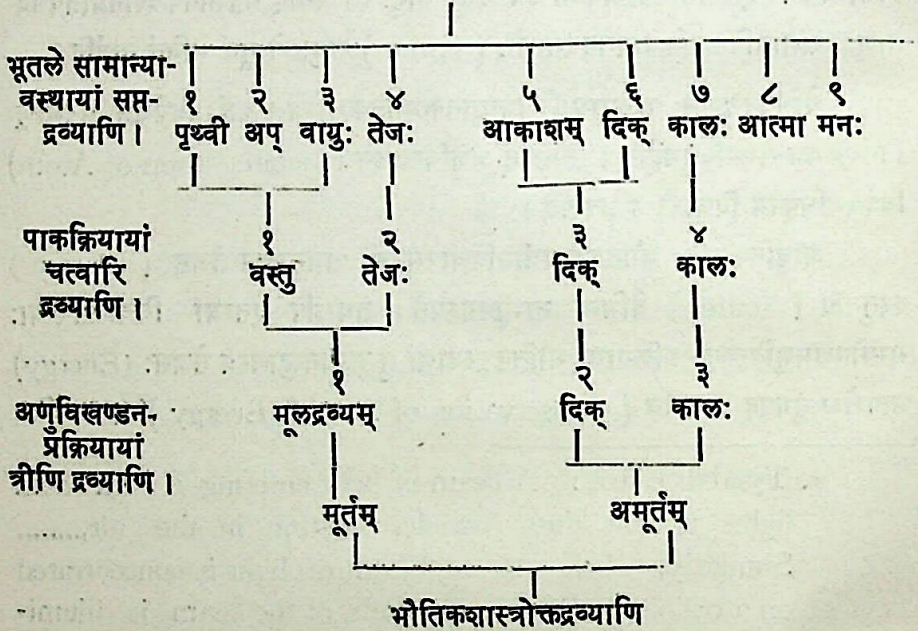 भूतले सामान्या-
वस्थायां सप्त-
द्रव्याणि ।
१ २ ३ ४ ५ ६ ७ ८ ९
पृथ्वी अप् वायुः तेजः आकाशम् दिक् कालः आत्मा मनः
पाकक्रियायां
चत्वारि
द्रव्याणि ।
१ २ ३ ४
वस्तु तेजः दिक् कालः
१ २ ३
अणुविखण्डन-
प्रक्रियायां
त्रीणि द्रव्याणि ।
मूलद्रव्यम् दिक् कालः
मूर्तम् अमूर्तम्
भौतिकशास्त्रोक्तद्रव्याणि